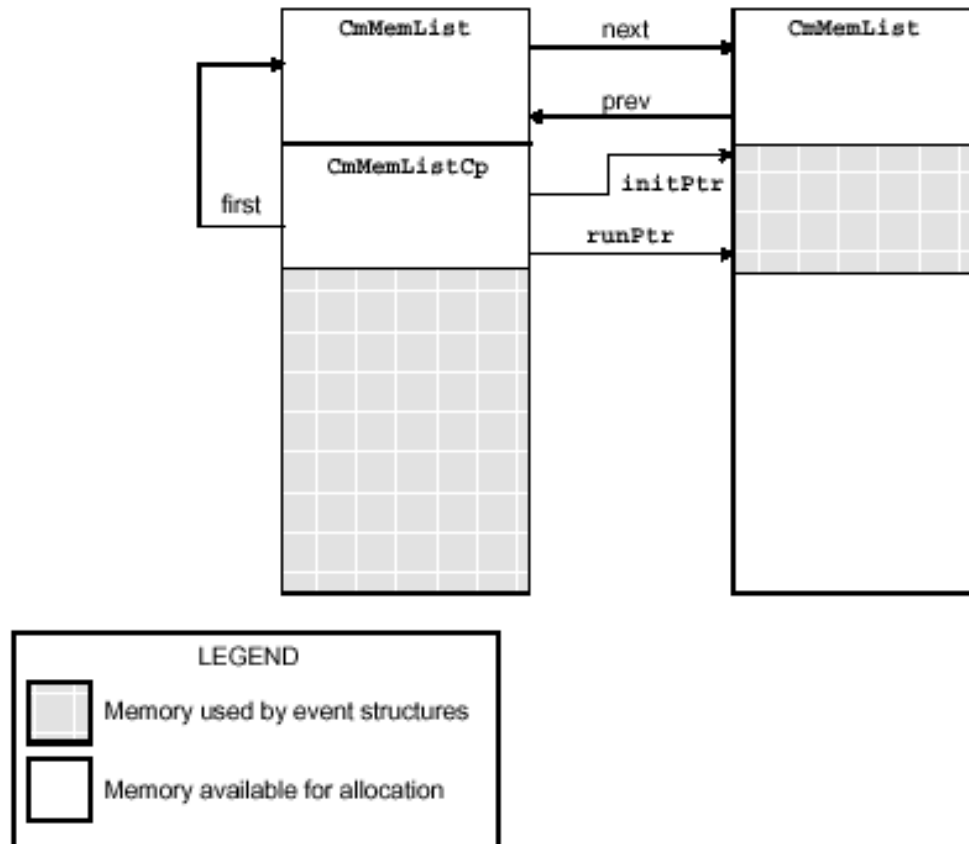 CmMemList
next
CmMemList
prev
CmMemListCp
initPtr
first
runPtr
LEGEND
Memory used by event structures
Memory available for allocation